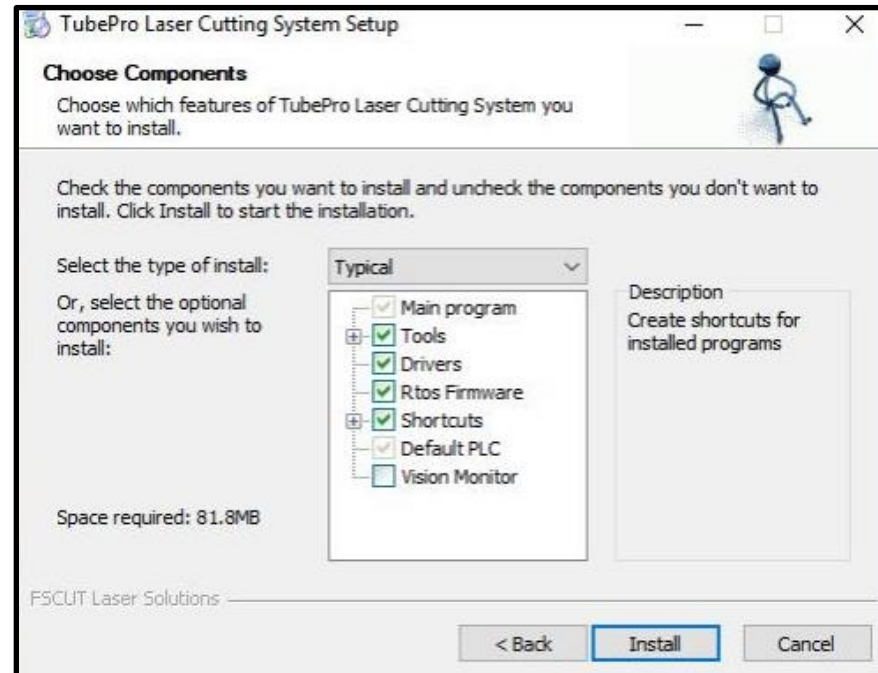 TubePro Laser Cutting System Setup
Choose Components
Choose which features of TubePro Laser Cutting System you
want to install.
Check the components you want to install and uncheck the components you don't want to
install. Click Install to start the installation.
Select the type of install:
Typical
Or, select the optional
components you wish to
install:
Main program
Tools
Drivers
Rtos Firmware
Shortcuts
Default PLC
Vision Monitor
Description
Create shortcuts for
installed programs
Space required: 81.8MB
FSCUT Laser Solutions
< Back
Install
Cancel